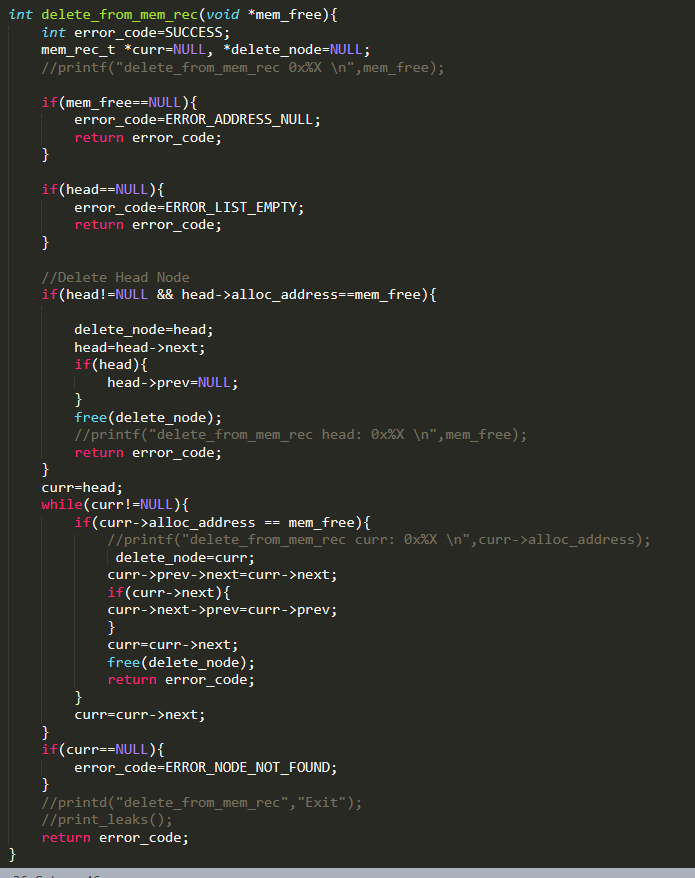 int delete_from_mem_rec(void *mem_free){
int error_code=SUCCESS;
mem_rec_t *curr=NULL, *delete_node=NULL;
//printf("delete_from_mem_rec 0x%X \n",mem_free);
if(mem_free==NULL){
error_code=ERROR_ADDRESS_NULL;
return error_code;
}
if(head==NULL){
error_code=ERROR_LIST_EMPTY;
return error_code;
}
//Delete Head Node
if(head!=NULL && head->alloc_address==mem_free){
delete_node=head;
head=head->next;
if(head){
head->prev=NULL;
}
free(delete_node);
//printf("delete_from_mem_rec head: 0x%X \n",mem_free);
return error_code;
}
curr=head;
while(curr!=NULL){
if(curr->alloc_address == mem_free){
//printf("delete_from_mem_rec curr: 0x%X \n",curr->alloc_address);
delete_node=curr;
curr->prev->next=curr->next;
if(curr->next){
curr->next->prev=curr->prev;
}
curr=curr->next;
free(delete_node);
return error_code;
}
curr=curr->next;
}
if(curr==NULL){
error_code=ERROR_NODE_NOT_FOUND;
}
//printd("delete_from_mem_rec","Exit");
//print_leaks();
return error_code;
}